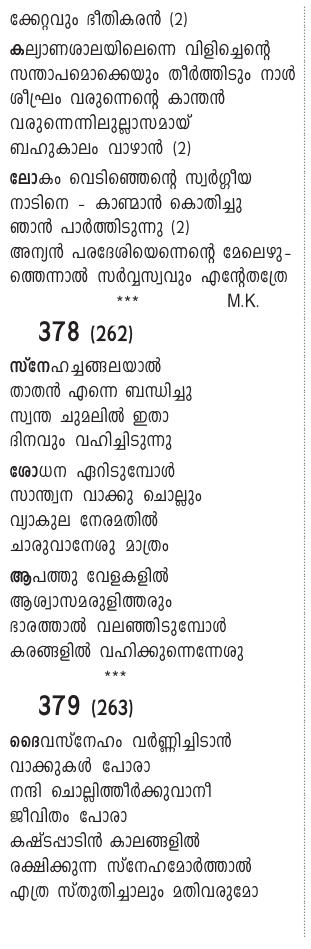 ക്കേറ്റവും ഭീതികരൻ (2)
കല്യാണശാലയിലെന്നെ വിളിച്ചെന്റെ
സന്താപമൊക്കെയും തീർത്തിടും നാൾ
ശീഘ്രം വരുന്നെന്റെ കാന്തൻ
വരുന്നെന്നിലുല്ലാസമായ്
ബഹുകാലം വാഴാൻ (2)
ലോകം വെടിഞ്ഞെന്റെ സ്വർഗ്ഗീയ
നാടിനെ - കാണ്മാൻ കൊതിച്ചു
ഞാൻ പാർത്തിടുന്നു (2)
അന്യൻ പരദേശിയെന്നെന്റെ മേലെഴു-
ത്തെന്നാൽ സർവ്വസ്വവും എന്റേതത്രേ
*** M.K.
378 (262)
സ്നേഹച്ചങ്ങലയാൽ
താതൻ എന്നെ ബന്ധിച്ചു
സ്വന്ത ചുമലിൽ ഇതാ
ദിനവും വഹിച്ചിടുന്നു
ശോധന ഏറിടുമ്പോൾ
സാന്ത്വന വാക്കു ചൊല്ലും
വ്യാകുല നേരമതിൽ
ചാരുവാനേശു മാത്രം
ആപത്തു വേളകളിൽ
ആശ്വാസമരുളിത്തരും
ഭാരത്താൽ വലഞ്ഞിടുമ്പോൾ
കരങ്ങളിൽ വഹിക്കുന്നെന്നേശു
***
379 (263)
ദൈവസ്നേഹം വർണ്ണിച്ചിടാൻ
വാക്കുകൾ പോരാ
നന്ദി ചൊല്ലിത്തീർക്കുവാനീ
ജീവിതം പോരാ
കഷ്ടപ്പാടിൻ കാലങ്ങളിൽ
രക്ഷിക്കുന്ന സ്നേഹമോർത്താൽ
എത്ര സ്തുതിച്ചാലും മതിവരുമോ